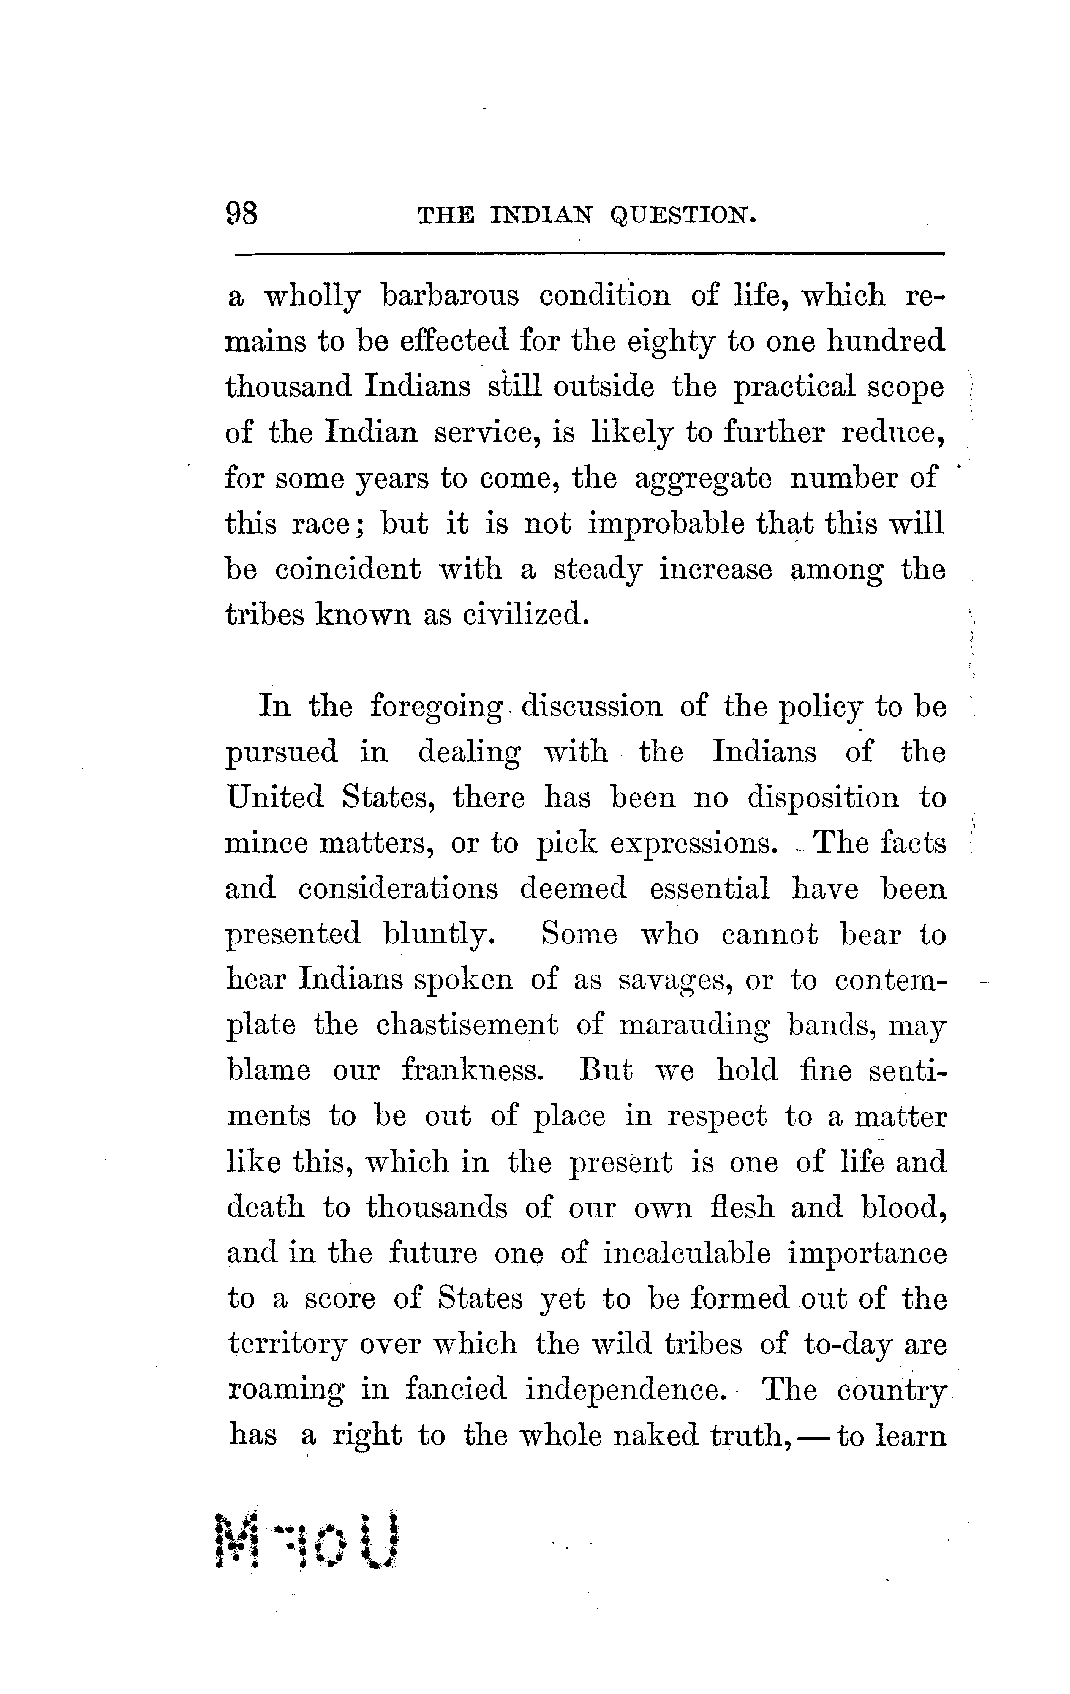 98 THE INDIAN QUESTION.
a wholly barbarous condition of life, which re-
mains to be effected for the eighty to one hundred
thousand Indians still outside the practical scope
of the Indian service, is likely to further reduce,
for some years to come, the aggregate number of
this race; but it is not improbable that this will
be coincident with a steady increase among the
tribes known as civilized.
In the foregoing discussion of the policy to be
pursued in dealing with the Indians of the
United States, there has been no disposition to
mince matters, or to pick expressions. The facts
and considerations deemed essential have been
presented bluntly. Some who cannot bear to
hear Indians spoken of as savages, or to contem-
plate the chastisement of marauding bands, may
blame our frankness. But we hold fine senti-
ments to be out of place in respect to a matter
like this, which in the present is one of life and
death to thousands of our own flesh and blood,
and in the future one of incalculable importance
to a score of States yet to be formed out of the
territory over which the wild tribes of to-day are
roaming in fancied independence. The country
has a right to the whole naked truth,—to learn